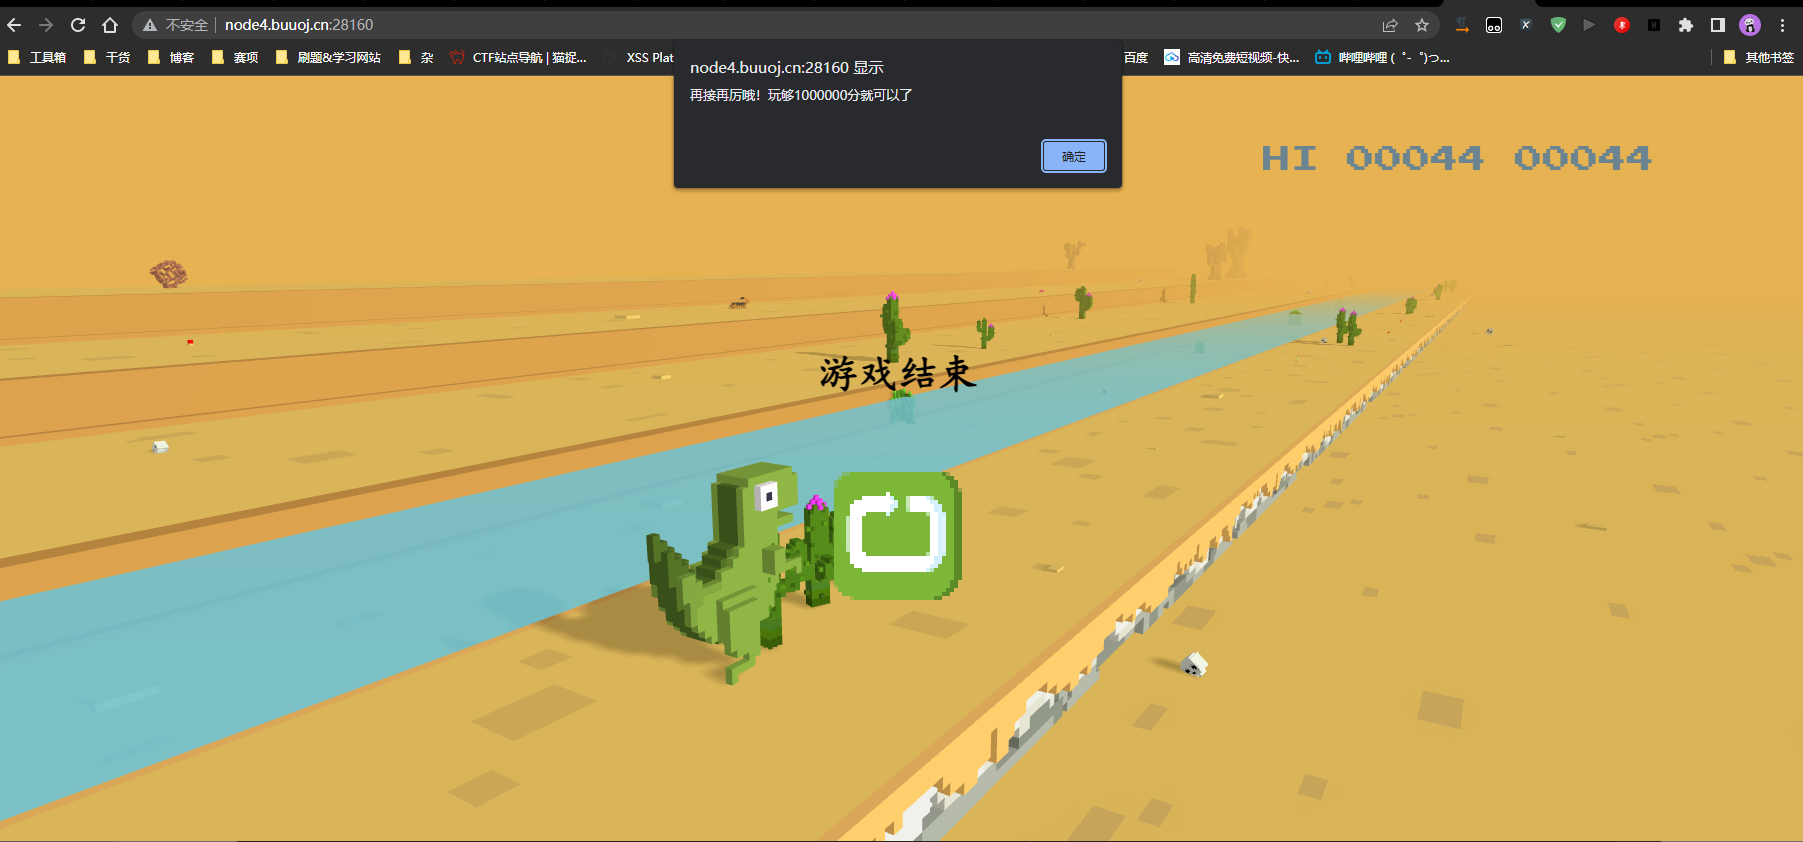 不安全 node4.buuoj.cn:28160
工具箱 干货 博客 赛项 刷题&学习网站 杂 CTF站点导航 | 猫捉... XSS Plat 百度 高清免费短视频-快... 哔哩哔哩 (゜-゜)つ... 其他书签
node4.buuoj.cn:28160 显示
再接再厉哦！玩够1000000分就可以了
确定
HI 00044 00044
游戏结束